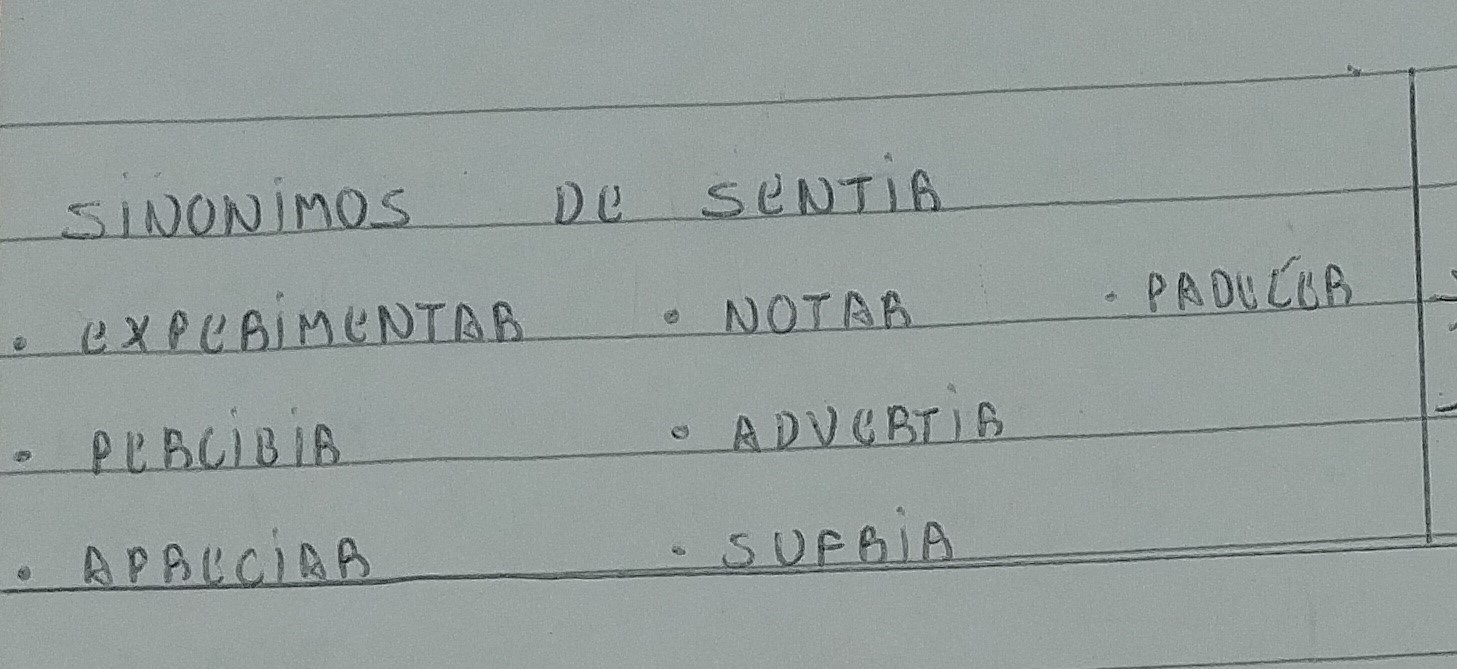 SINONIMOS DE SENTIR
• EXPERIMENTAR • NOTAR • PADECER
• PERCIBIR • ADVERTIR
• APRECIAR • SUFRIR